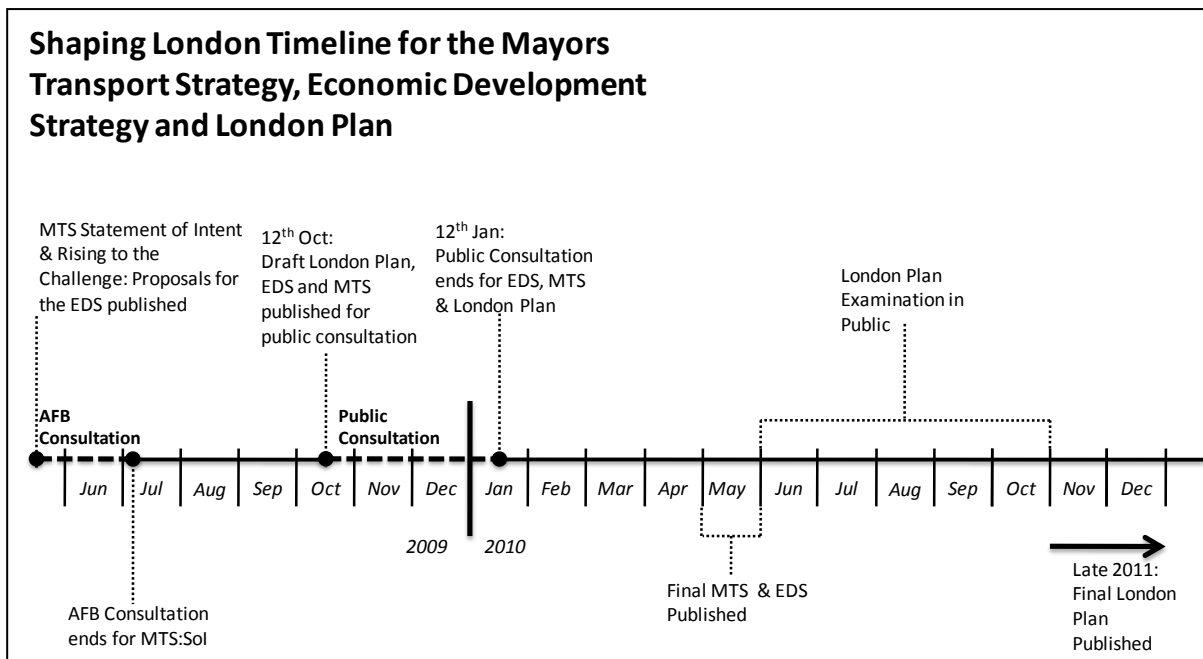 Shaping London Timeline for the Mayors
Transport Strategy, Economic Development
Strategy and London Plan
MTS Statement of Intent
& Rising to the
Challenge: Proposals for
the EDS published
12th Oct:
Draft London Plan,
EDS and MTS
published for
public consultation
12th Jan:
Public Consultation
ends for EDS, MTS
& London Plan
London Plan
Examination in
Public
AFB
Consultation
Public
Consultation
Jun Jul Aug Sep Oct Nov Dec Jan Feb Mar Apr May Jun Jul Aug Sep Oct Nov Dec
2009 2010
AFB Consultation
ends for MTS:SoI
Final MTS & EDS
Published
Late 2011:
Final London
Plan
Published